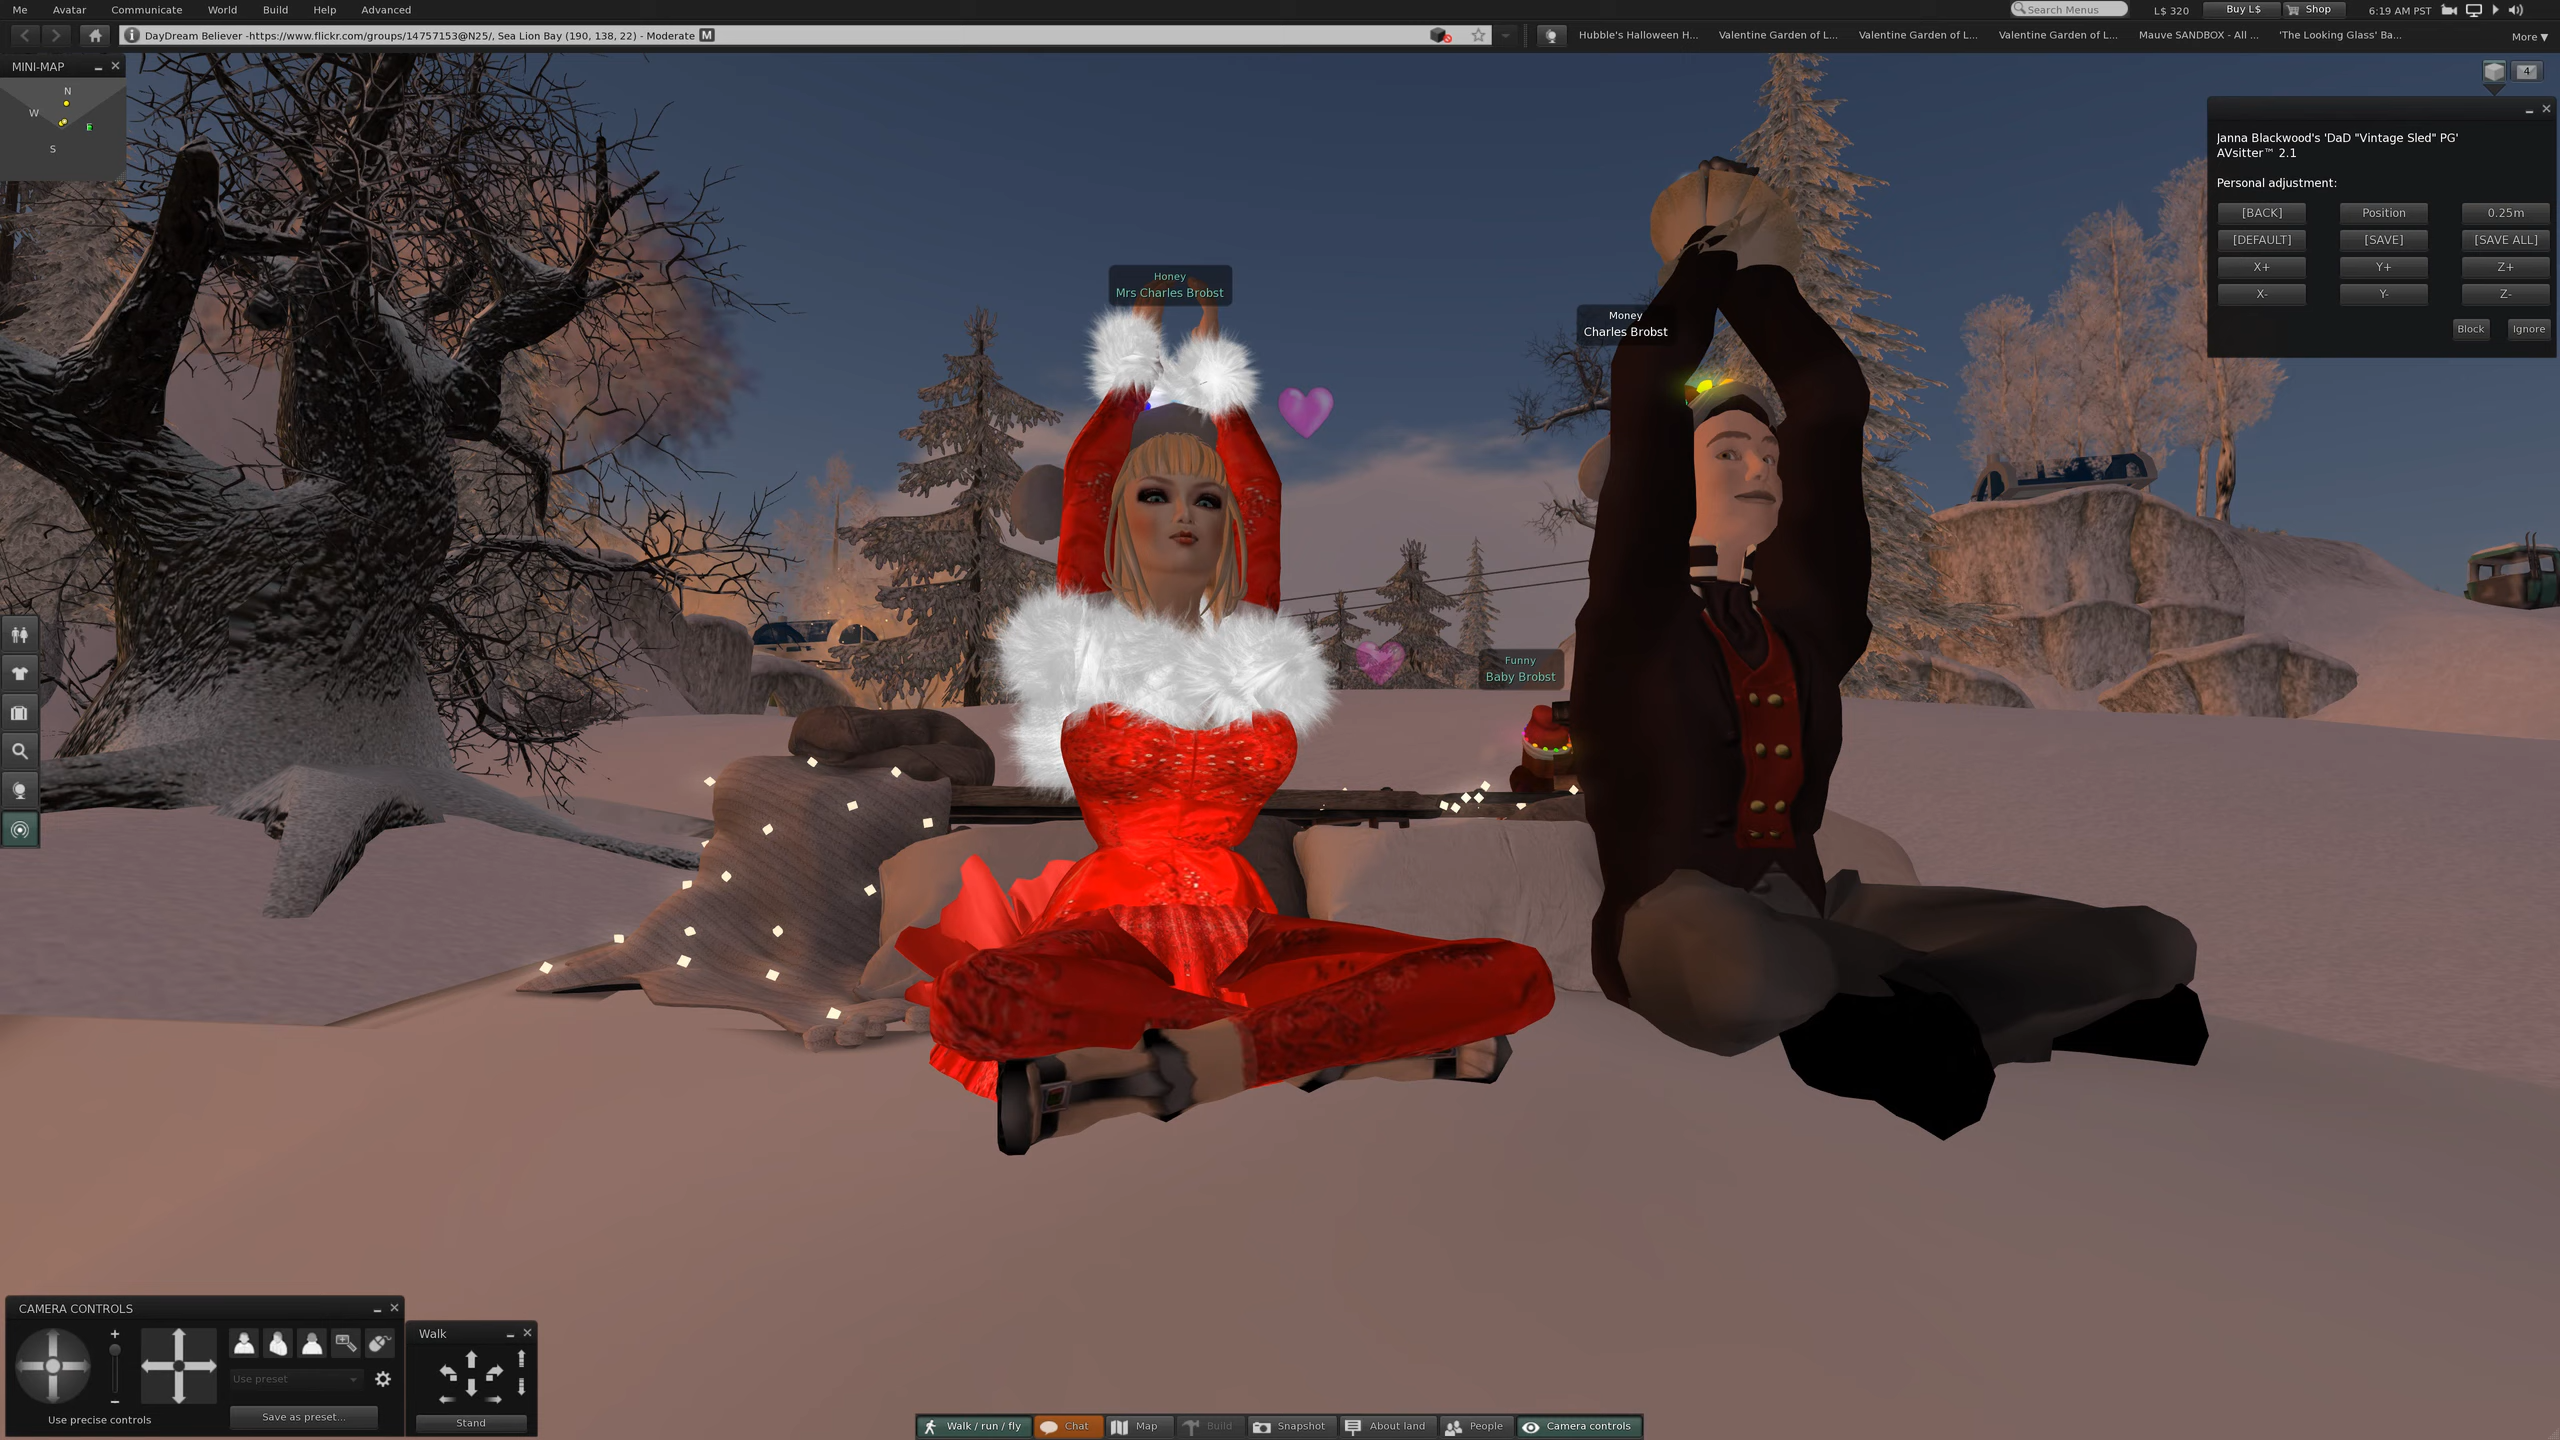 Me Avatar Communicate World Build Help Advanced
Search Menus L$ 320 Buy L$ Shop 6:19 AM PST
DayDream Believer -https://www.flickr.com/groups/14757153@N25/, Sea Lion Bay (190, 138, 22) - Moderate M
Hubble's Halloween H... Valentine Garden of L... Valentine Garden of L... Valentine Garden of L... Mauve SANDBOX - All ... 'The Looking Glass' Ba... More ▼
MINI-MAP
N
W
E
S
4
Janna Blackwood's 'DaD "Vintage Sled" PG'
AVsitter™ 2.1
Personal adjustment:
[BACK] Position 0.25m
[DEFAULT] [SAVE] [SAVE ALL]
X+ Y+ Z+
X- Y- Z-
Block Ignore
Honey
Mrs Charles Brobst
Money
Charles Brobst
Funny
Baby Brobst
CAMERA CONTROLS
Use preset
Use precise controls
Save as preset...
Walk
Stand
Walk / run / fly Chat Map Build Snapshot About land People Camera controls